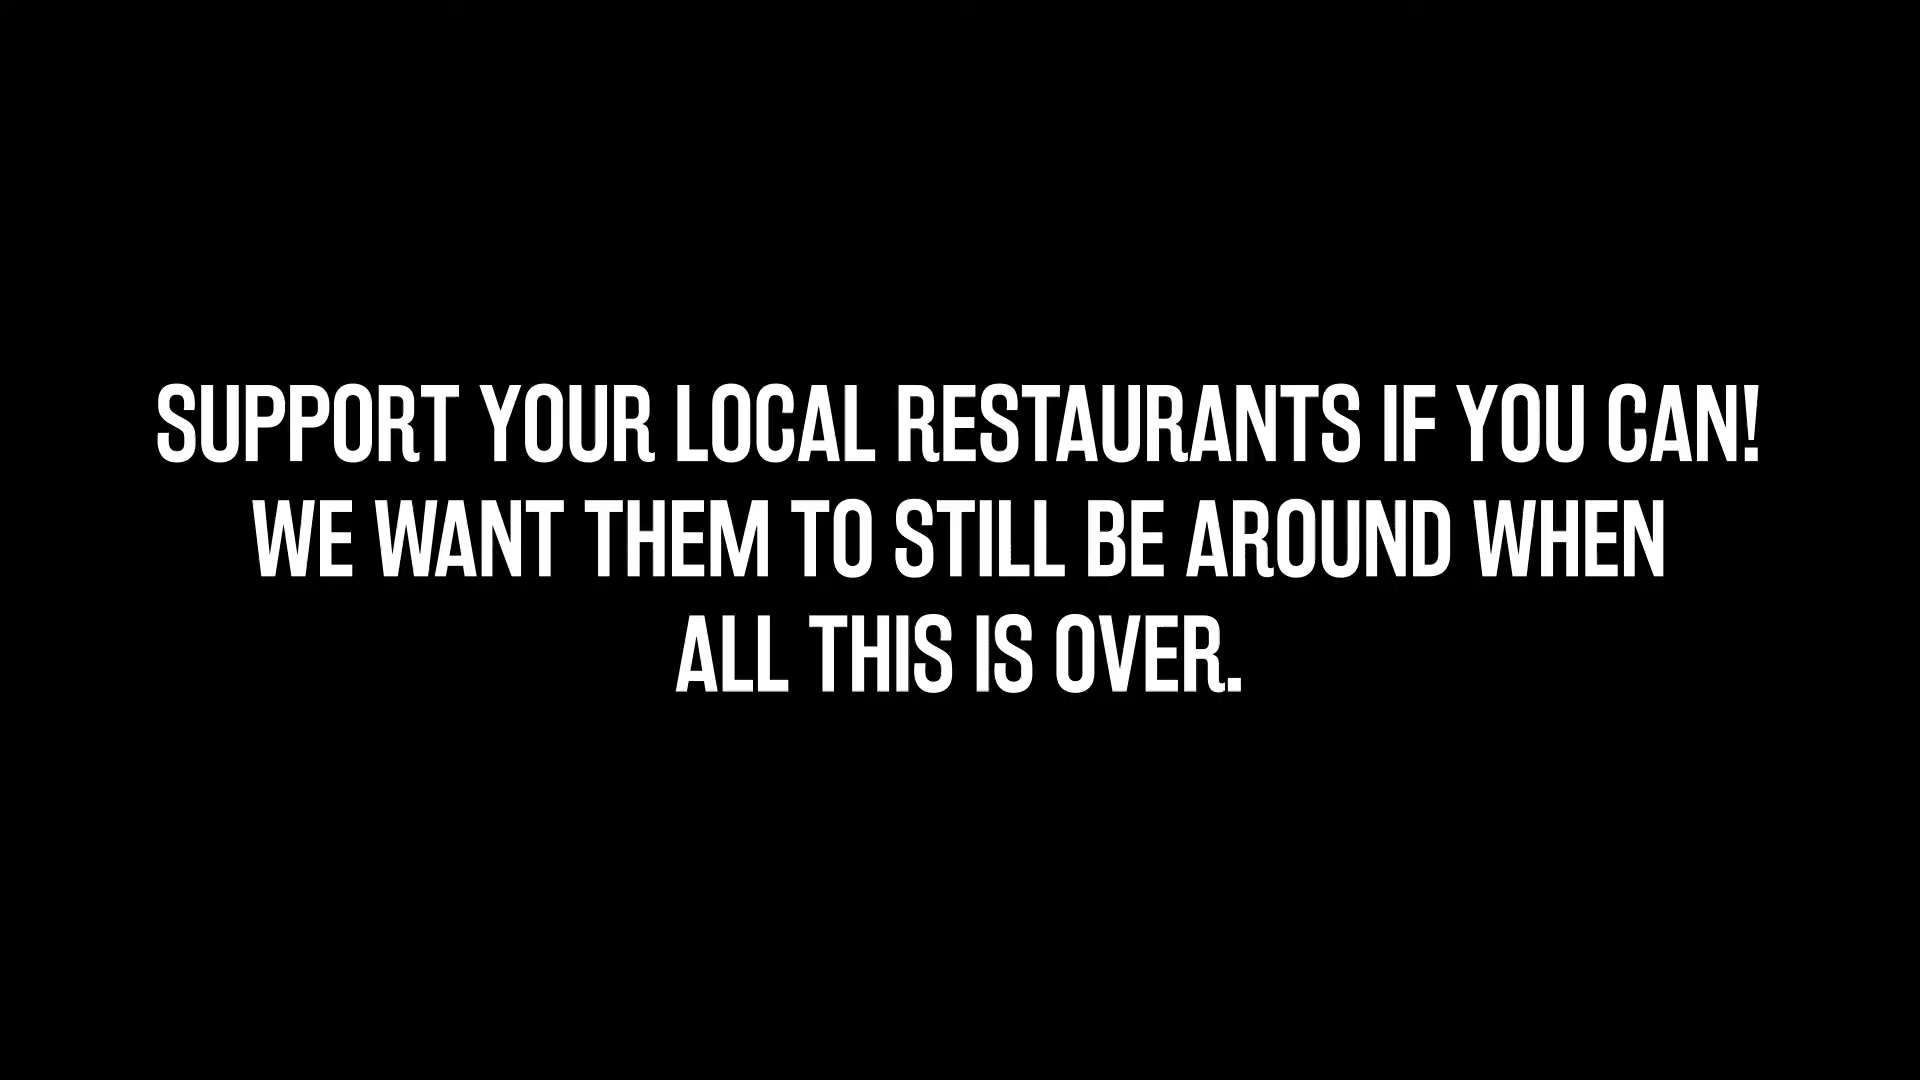 SUPPORT YOUR LOCAL RESTAURANTS IF YOU CAN!
WE WANT THEM TO STILL BE AROUND WHEN
ALL THIS IS OVER.